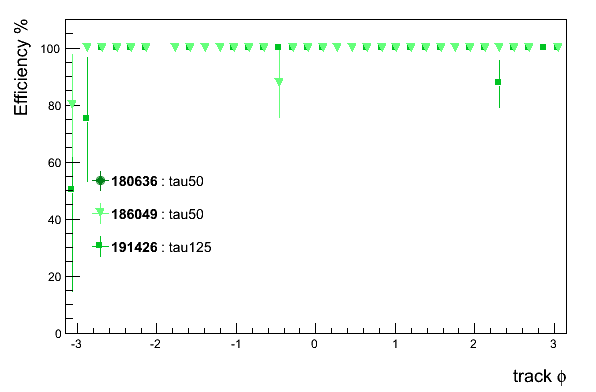 Efficiency %
100
80
60
40
20
0
180636 : tau50
186049 : tau50
191426 : tau125
-3 -2 -1 0 1 2 3
track ϕ